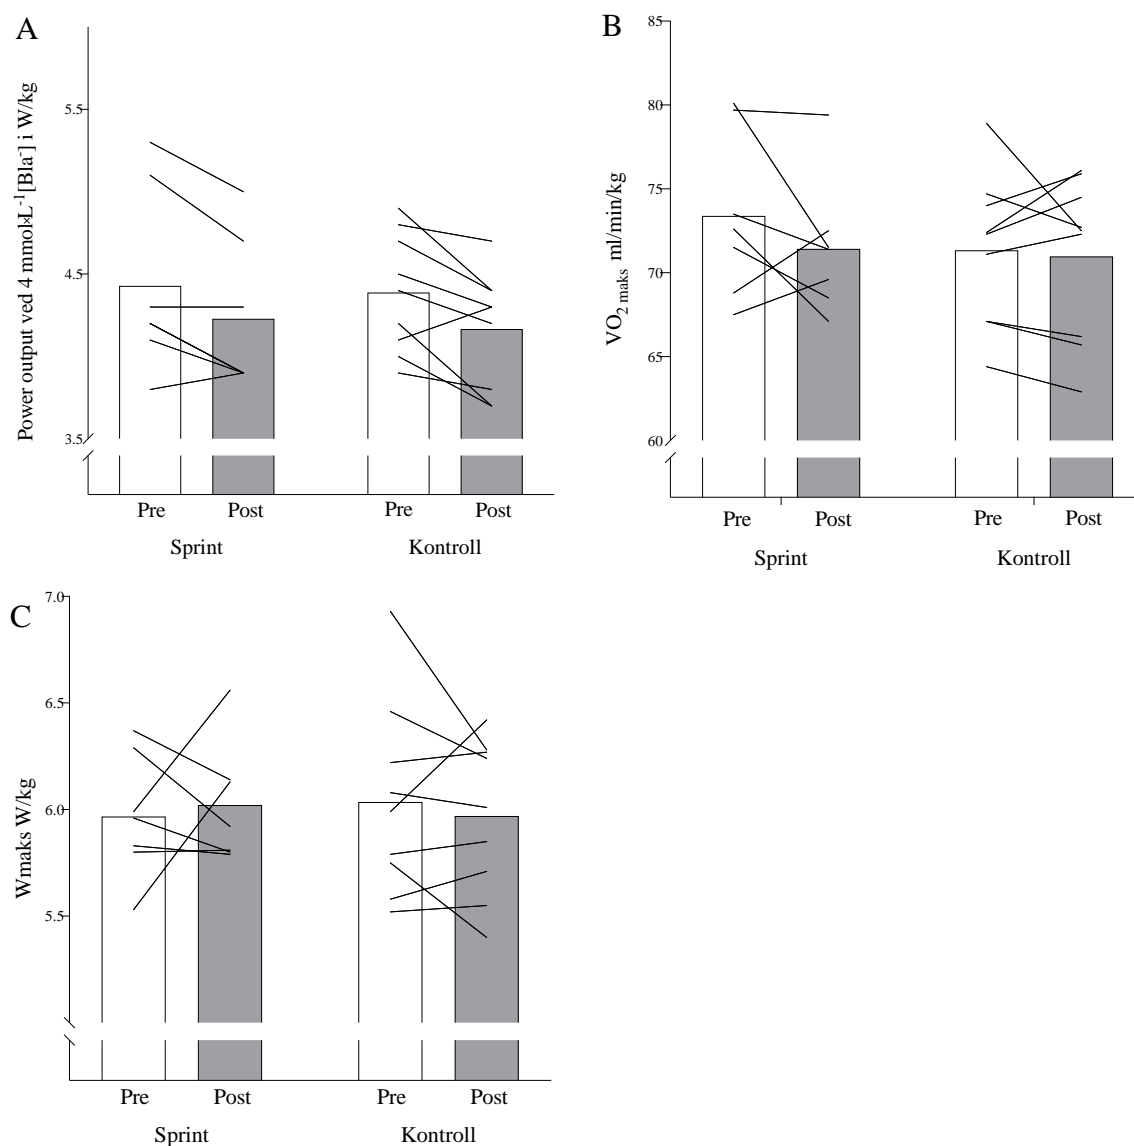 A
Power output ved 4 mmol×L⁻¹[Bla⁻] i W/kg
5.5
4.5
3.5
Pre Post Pre Post
Sprint Kontroll
B
VO₂ maks ml/min/kg
85
80
75
70
65
60
Pre Post Pre Post
Sprint Kontroll
C
Wmaks W/kg
7.0
6.5
6.0
5.5
Pre Post Pre Post
Sprint Kontroll